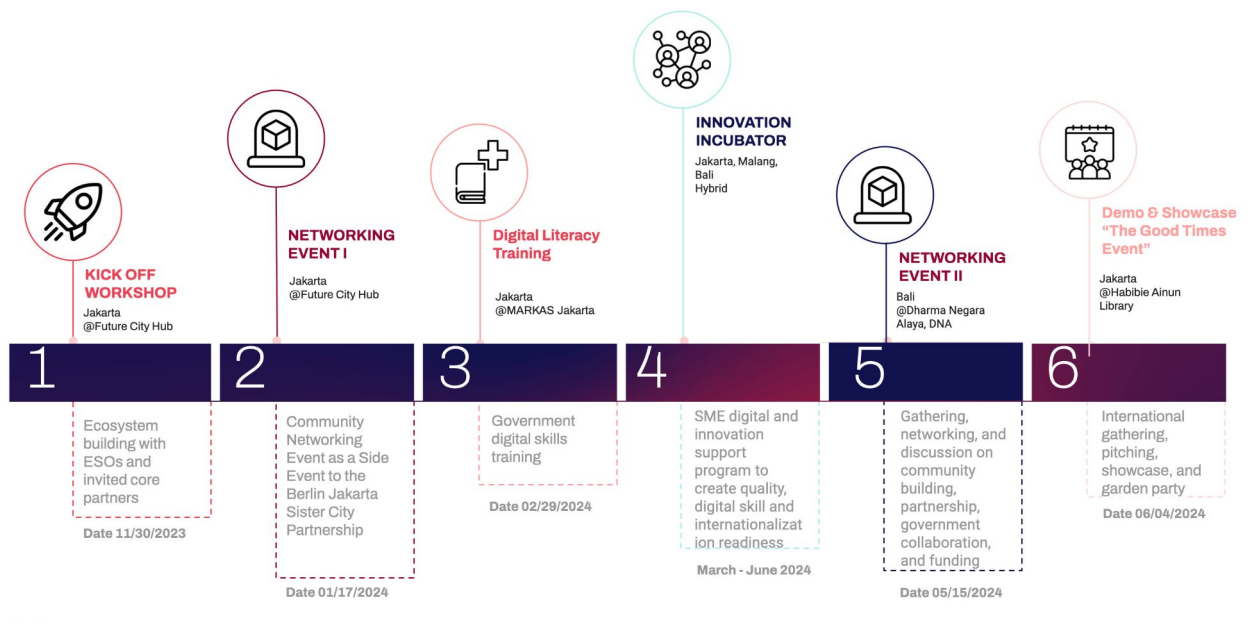 KICK OFF
WORKSHOP
Jakarta
@Future City Hub
1
Ecosystem
building with
ESOs and
invited core
partners
Date 11/30/2023
NETWORKING
EVENT I
Jakarta
@Future City Hub
2
Community
Networking
Event as a Side
Event to the
Berlin Jakarta
Sister City
Partnership
Date 01/17/2024
Digital Literacy
Training
Jakarta
@MARKAS Jakarta
3
Government
digital skills
training
Date 02/29/2024
INNOVATION
INCUBATOR
Jakarta, Malang,
Bali
Hybrid
4
SME digital and
innovation
support
program to
create quality,
digital skill and
internationalizat
ion readiness
March - June 2024
NETWORKING
EVENT II
Bali
@Dharma Negara
Alaya, DNA
5
Gathering,
networking, and
discussion on
community
building,
partnership,
government
collaboration,
and funding
Date 05/15/2024
Demo & Showcase
“The Good Times
Event”
Jakarta
@Habibie Ainun
Library
6
International
gathering,
pitching,
showcase, and
garden party
Date 06/04/2024